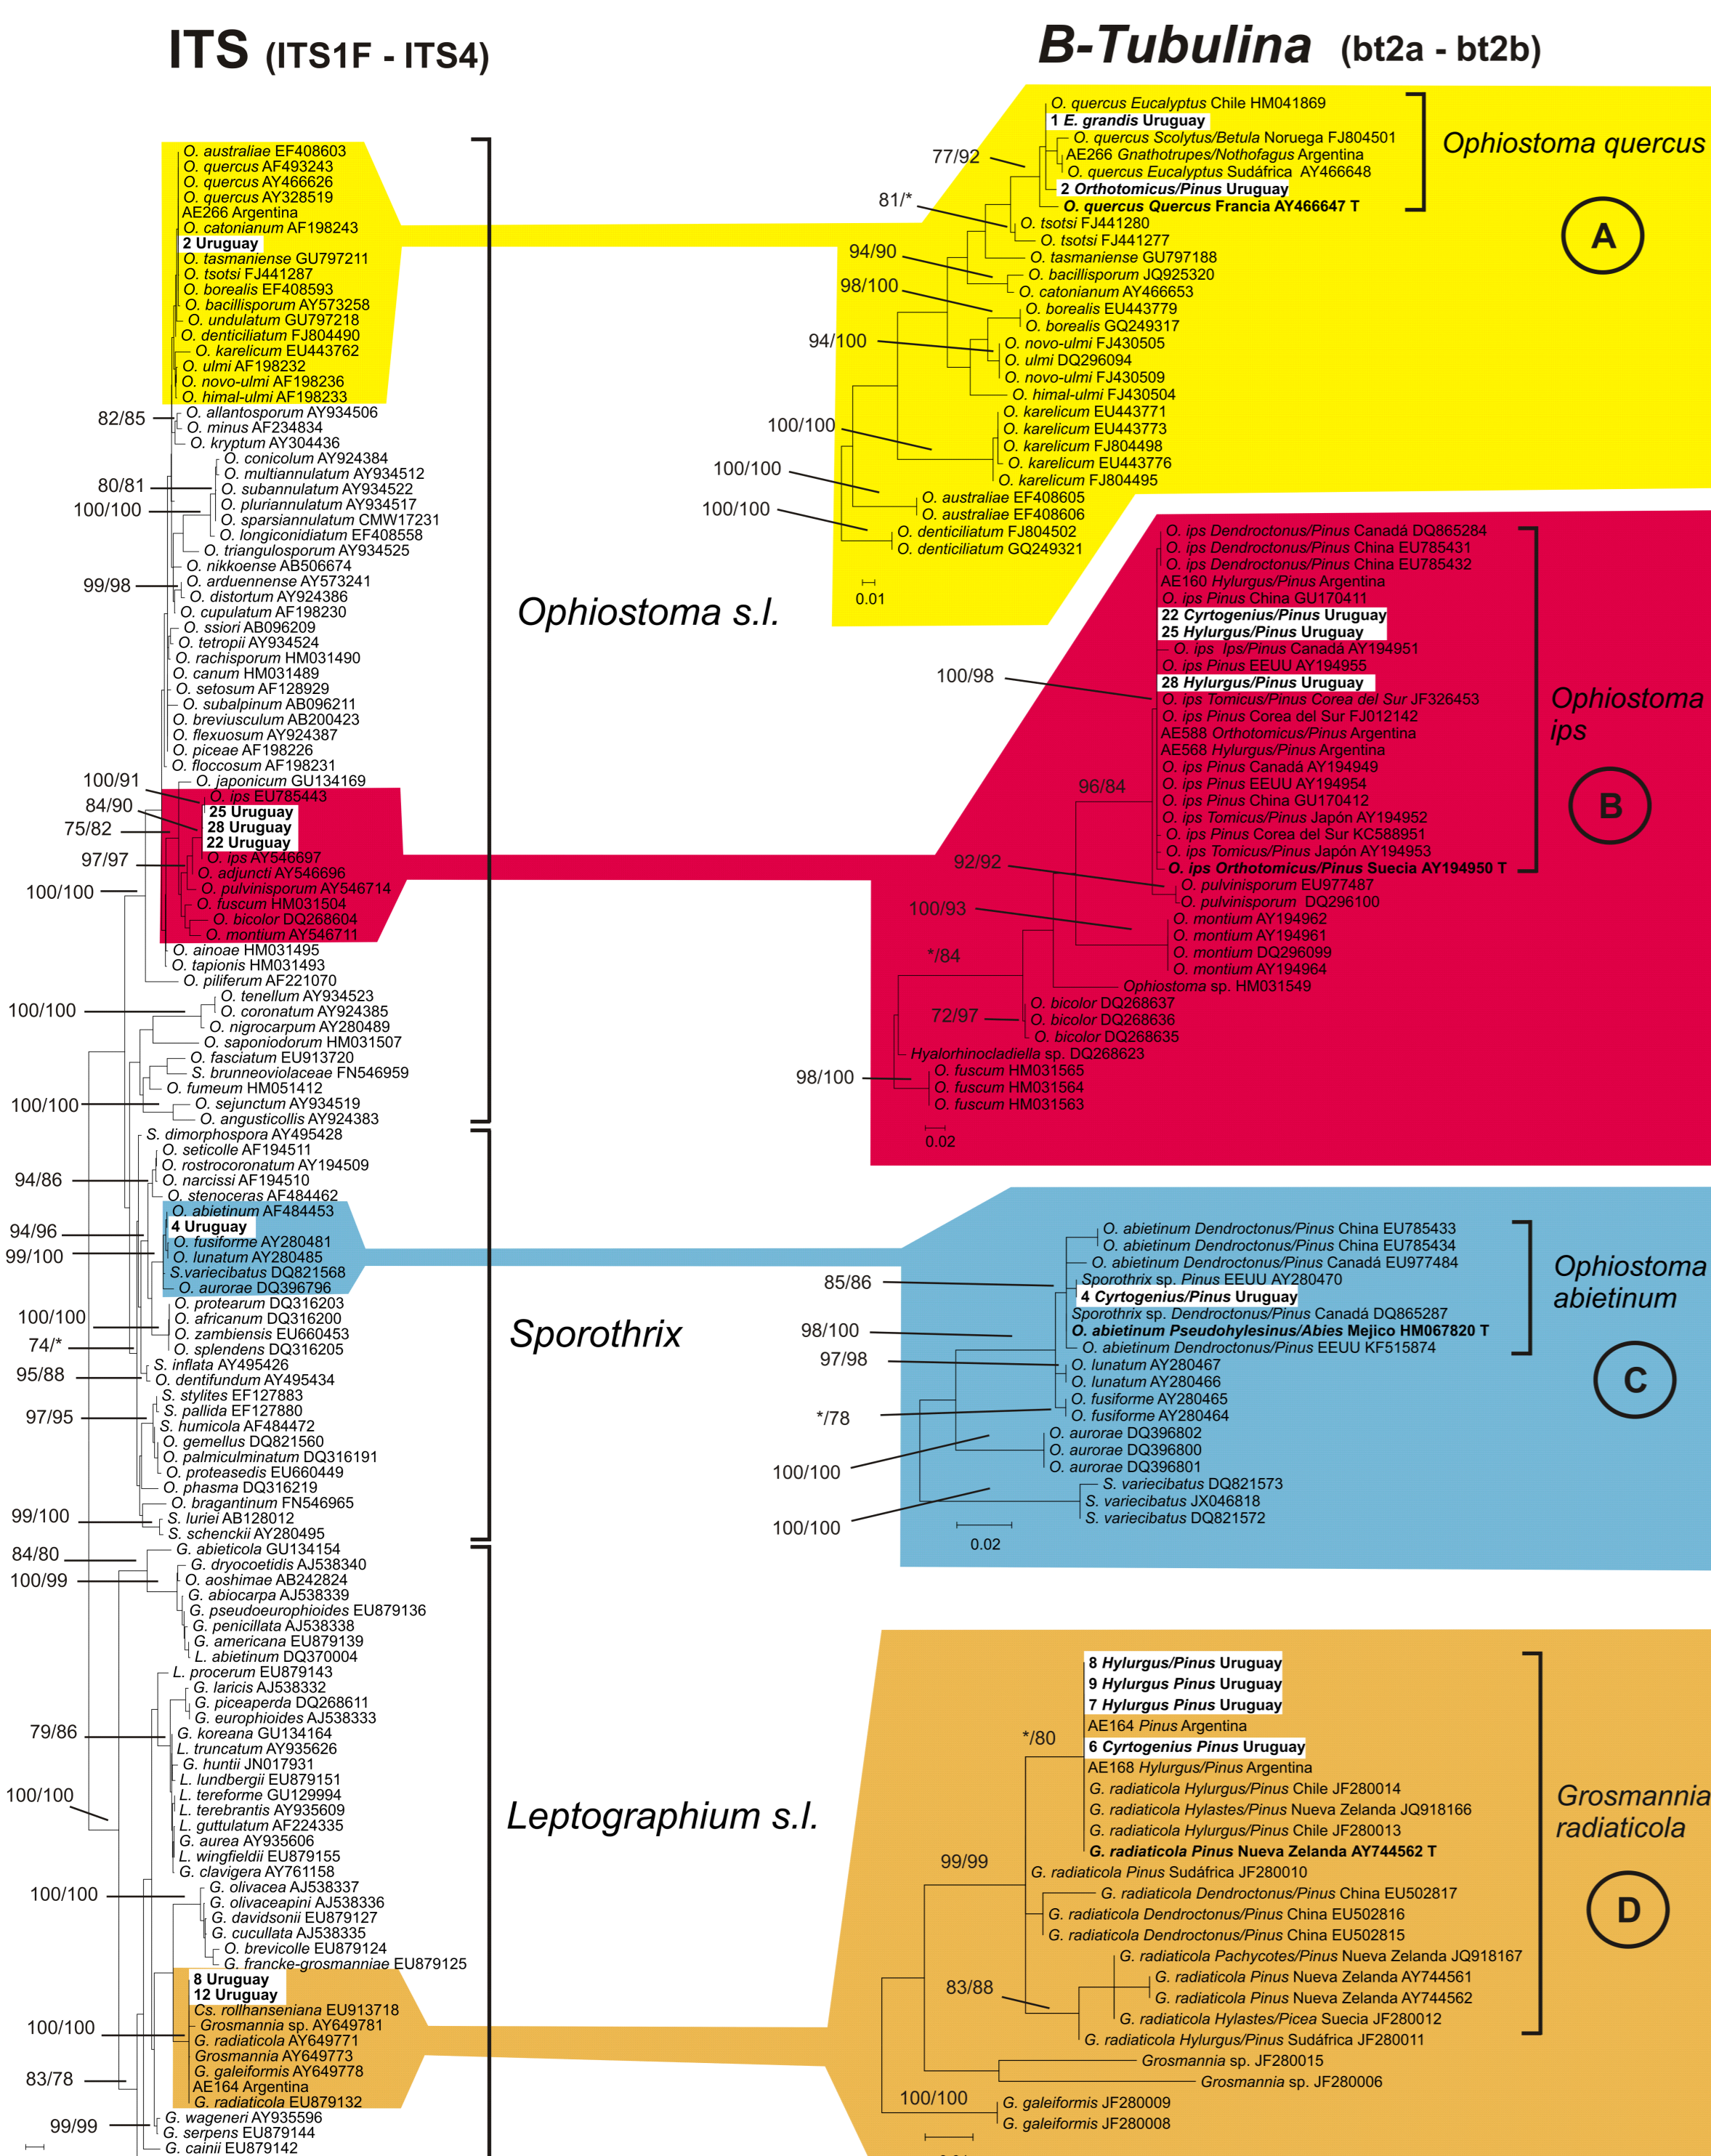 ITS (ITS1F - ITS4)
O. australiae EF408603
O. quercus AF493243
O. quercus AY466626
O. quercus AY328519
AE266 Argentina
O. catonianum AF198243
2 Uruguay
O. tasmaniense GU797211
O. tsotsi FJ441287
O. borealis EF408593
O. bacillisporum AY573258
O. undulatum GU797218
O. denticiliatum FJ804490
O. karelicum EU443762
O. ulmi AF198232
O. novo-ulmi AF198236
O. himal-ulmi AF198233
82/85
O. allantosporum AY934506
O. minus AF234834
O. kryptum AY304436
O. conicolum AY924384
O. multiannulatum AY934512
80/81
O. subannulatum AY934522
100/100
O. pluriannulatum AY934517
O. sparsiannulatum CMW17231
O. longiconidiatum EF408558
O. triangulosporum AY934525
O. nikkoense AB506674
99/98
O. arduennense AY573241
O. distortum AY924386
O. cupulatum AF198230
O. ssiori AB096209
O. tetropii AY934524
O. rachisporum HM031490
O. canum HM031489
O. setosum AF128929
O. subalpinum AB096211
O. breviusculum AB200423
O. flexuosum AY924387
O. piceae AF198226
O. floccosum AF198231
100/91
O. japonicum GU134169
O. ips EU785443
84/90
25 Uruguay
75/82
28 Uruguay
22 Uruguay
97/97
O. ips AY546697
O. adjuncti AY546696
100/100
O. pulvinisporum AY546714
O. fuscum HM031504
O. bicolor DQ268604
O. montium AY546711
O. ainoae HM031495
O. tapionis HM031493
O. piliferum AF221070
O. tenellum AY934523
100/100
O. coronatum AY924385
O. nigrocarpum AY280489
O. saponiodorum HM031507
O. fasciatum EU913720
S. brunneoviolaceae FN546959
O. fumeum HM051412
100/100
O. sejunctum AY934519
O. angusticollis AY924383
Ophiostoma s.l.
S. dimorphospora AY495428
O. seticolle AF194511
O. rostrocoronatum AY194509
94/86
O. narcissi AF194510
O. stenoceras AF484462
O. abietinum AF484453
94/96
4 Uruguay
O. fusiforme AY280481
99/100
O. lunatum AY280485
S.variecibatus DQ821568
O. aurorae DQ396796
O. protearum DQ316203
100/100
O. africanum DQ316200
O. zambiensis EU660453
74/*
O. splendens DQ316205
S. inflata AY495426
95/88
O. dentifundum AY495434
S. stylites EF127883
97/95
S. pallida EF127880
S. humicola AF484472
O. gemellus DQ821560
O. palmiculminatum DQ316191
O. proteasedis EU660449
O. phasma DQ316219
O. bragantinum FN546965
99/100
S. luriei AB128012
S. schenckii AY280495
Sporothrix
84/80
G. abieticola GU134154
G. dryocoetidis AJ538340
100/99
O. aoshimae AB242824
G. abiocarpa AJ538339
G. pseudoeurophioides EU879136
G. penicillata AJ538338
G. americana EU879139
L. abietinum DQ370004
L. procerum EU879143
G. laricis AJ538332
G. piceaperda DQ268611
G. europhioides AJ538333
79/86
G. koreana GU134164
L. truncatum AY935626
G. huntii JN017931
L. lundbergii EU879151
100/100
L. tereforme GU129994
L. terebrantis AY935609
L. guttulatum AF224335
G. aurea AY935606
L. wingfieldii EU879155
G. clavigera AY761158
100/100
G. olivacea AJ538337
G. olivaceapini AJ538336
G. davidsonii EU879127
G. cucullata AJ538335
O. brevicolle EU879124
G. francke-grosmanniae EU879125
8 Uruguay
12 Uruguay
Cs. rollhanseniana EU913718
100/100
Grosmannia sp. AY649781
G. radiaticola AY649771
Grosmannia AY649773
G. galeiformis AY649778
83/78
AE164 Argentina
G. radiaticola EU879132
G. wageneri AY935596
99/99
G. serpens EU879144
G. cainii EU879142
Leptographium s.l.
B-Tubulina (bt2a - bt2b)
O. quercus Eucalyptus Chile HM041869
1 E. grandis Uruguay
O. quercus Scolytus/Betula Noruega FJ804501
77/92
AE266 Gnathotrupes/Nothofagus Argentina
O. quercus Eucalyptus Sudáfrica AY466648
2 Orthotomicus/Pinus Uruguay
81/*
O. quercus Quercus Francia AY466647 T
Ophiostoma quercus
A
O. tsotsi FJ441280
O. tsotsi FJ441277
94/90
O. tasmaniense GU797188
O. bacillisporum JQ925320
98/100
O. catonianum AY466653
O. borealis EU443779
O. borealis GQ249317
94/100
O. novo-ulmi FJ430505
O. ulmi DQ296094
O. novo-ulmi FJ430509
O. himal-ulmi FJ430504
O. karelicum EU443771
100/100
O. karelicum EU443773
O. karelicum FJ804498
O. karelicum EU443776
100/100
O. karelicum FJ804495
O. australiae EF408605
100/100
O. australiae EF408606
O. denticiliatum FJ804502
O. denticiliatum GQ249321
0.01
O. ips Dendroctonus/Pinus Canadá DQ865284
O. ips Dendroctonus/Pinus China EU785431
O. ips Dendroctonus/Pinus China EU785432
AE160 Hylurgus/Pinus Argentina
O. ips Pinus China GU170411
22 Cyrtogenius/Pinus Uruguay
25 Hylurgus/Pinus Uruguay
O. ips Ips/Pinus Canadá AY194951
O. ips Pinus EEUU AY194955
100/98
28 Hylurgus/Pinus Uruguay
O. ips Tomicus/Pinus Corea del Sur JF326453
O. ips Pinus Corea del Sur FJ012142
AE588 Orthotomicus/Pinus Argentina
AE568 Hylurgus/Pinus Argentina
O. ips Pinus Canadá AY194949
96/84
O. ips Pinus EEUU AY194954
O. ips Pinus China GU170412
O. ips Tomicus/Pinus Japón AY194952
O. ips Pinus Corea del Sur KC588951
O. ips Tomicus/Pinus Japón AY194953
92/92
O. ips Orthotomicus/Pinus Suecia AY194950 T
Ophiostoma
ips
B
O. pulvinisporum EU977487
O. pulvinisporum DQ296100
100/93
O. montium AY194962
O. montium AY194961
*/84
O. montium DQ296099
O. montium AY194964
Ophiostoma sp. HM031549
O. bicolor DQ268637
72/97
O. bicolor DQ268636
O. bicolor DQ268635
Hyalorhinocladiella sp. DQ268623
98/100
O. fuscum HM031565
O. fuscum HM031564
O. fuscum HM031563
0.02
O. abietinum Dendroctonus/Pinus China EU785433
O. abietinum Dendroctonus/Pinus China EU785434
O. abietinum Dendroctonus/Pinus Canadá EU977484
85/86
Sporothrix sp. Pinus EEUU AY280470
4 Cyrtogenius/Pinus Uruguay
Sporothrix sp. Dendroctonus/Pinus Canadá DQ865287
98/100
O. abietinum Pseudohylesinus/Abies Mejico HM067820 T
O. abietinum Dendroctonus/Pinus EEUU KF515874
Ophiostoma
abietinum
C
97/98
O. lunatum AY280467
O. lunatum AY280466
O. fusiforme AY280465
*/78
O. fusiforme AY280464
O. aurorae DQ396802
O. aurorae DQ396800
100/100
O. aurorae DQ396801
S. variecibatus DQ821573
S. variecibatus JX046818
100/100
S. variecibatus DQ821572
0.02
8 Hylurgus/Pinus Uruguay
9 Hylurgus/Pinus Uruguay
7 Hylurgus Pinus Uruguay
AE164 Pinus Argentina
*/80
6 Cyrtogenius Pinus Uruguay
AE168 Hylurgus/Pinus Argentina
G. radiaticola Hylurgus/Pinus Chile JF280014
G. radiaticola Hylastes/Pinus Nueva Zelanda JQ918166
G. radiaticola Hylurgus/Pinus Chile JF280013
G. radiaticola Pinus Nueva Zelanda AY744562 T
99/99
G. radiaticola Pinus Sudáfrica JF280010
G. radiaticola Dendroctonus/Pinus China EU502817
G. radiaticola Dendroctonus/Pinus China EU502816
G. radiaticola Dendroctonus/Pinus China EU502815
G. radiaticola Pachycotes/Pinus Nueva Zelanda JQ918167
G. radiaticola Pinus Nueva Zelanda AY744561
83/88
G. radiaticola Pinus Nueva Zelanda AY744562
G. radiaticola Hylastes/Picea Suecia JF280012
G. radiaticola Hylurgus/Pinus Sudáfrica JF280011
Grosmannia
radiaticola
D
Grosmannia sp. JF280015
Grosmannia sp. JF280006
100/100
G. galeiformis JF280009
G. galeiformis JF280008